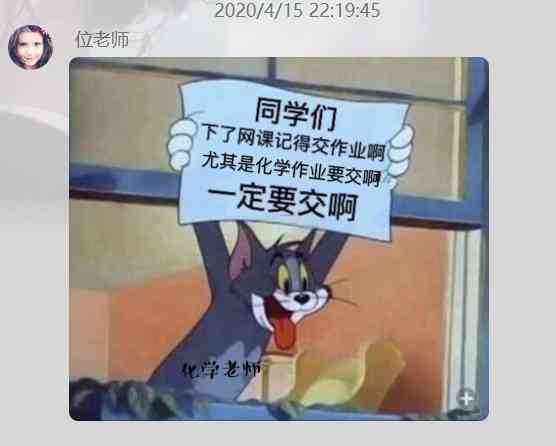 2020/4/15 22:19:45
位老师
同学们
下了网课记得交作业啊
尤其是化学作业要交啊
一定要交啊
化学老师